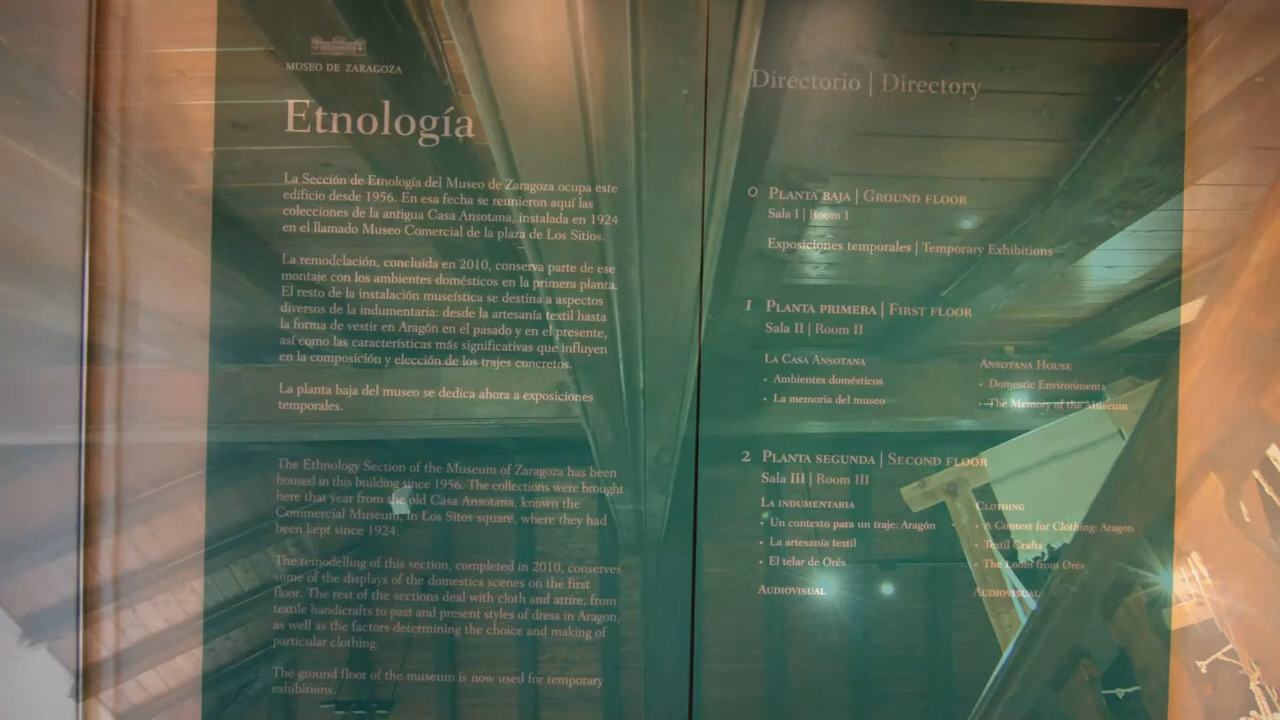 MUSEO DE ZARAGOZA
Etnología
La Sección de Etnología del Museo de Zaragoza ocupa este
edificio desde 1956. En esa fecha se reunieron aquí las
colecciones de la antigua Casa Ansotana, instalada en 1924
en el llamado Museo Comercial de la plaza de Los Sitios.
La remodelación, concluida en 2010, conserva parte de ese
montaje con los ambientes domésticos en la primera planta.
El resto de la instalación museística se destina a aspectos
diversos de la indumentaria: desde la artesanía textil hasta
la forma de vestir en Aragón en el pasado y en el presente,
así como las características más significativas que influyen
en la composición y elección de los trajes concretos.
La planta baja del museo se dedica ahora a exposiciones
temporales.
The Ethnology Section of the Museum of Zaragoza has been
housed in this building since 1956. The collections were brought
here that year from the old Casa Ansotana, known the
Commercial Museum, in Los Sitos square, where they had
been kept since 1924.
The remodelling of this section, completed in 2010, conserves
some of the displays of the domestics scenes on the first
floor. The rest of the sections deal with cloth and attire, from
textile handicrafts to past and present styles of dress in Aragon,
as well as the factors determining the choice and making of
particular clothing.
The ground floor of the museum is now used for temporary
exhibitions.
Directorio | Directory
0 PLANTA BAJA | GROUND FLOOR
Sala I | Room I
Exposiciones temporales | Temporary Exhibitions
1 PLANTA PRIMERA | FIRST FLOOR
Sala II | Room II
LA CASA ANSOTANA
• Ambientes domésticos
• La memoria del museo
ANSOTANA HOUSE
• Domestic Environments
• The Memory of the Museum
2 PLANTA SEGUNDA | SECOND FLOOR
Sala III | Room III
LA INDUMENTARIA
• Un contexto para un traje: Aragón
• La artesanía textil
• El telar de Orés
AUDIOVISUAL
CLOTHING
• A Context for Clothing: Aragon
• Textil Crafts
• The Loom from Orés
AUDIOVISUAL